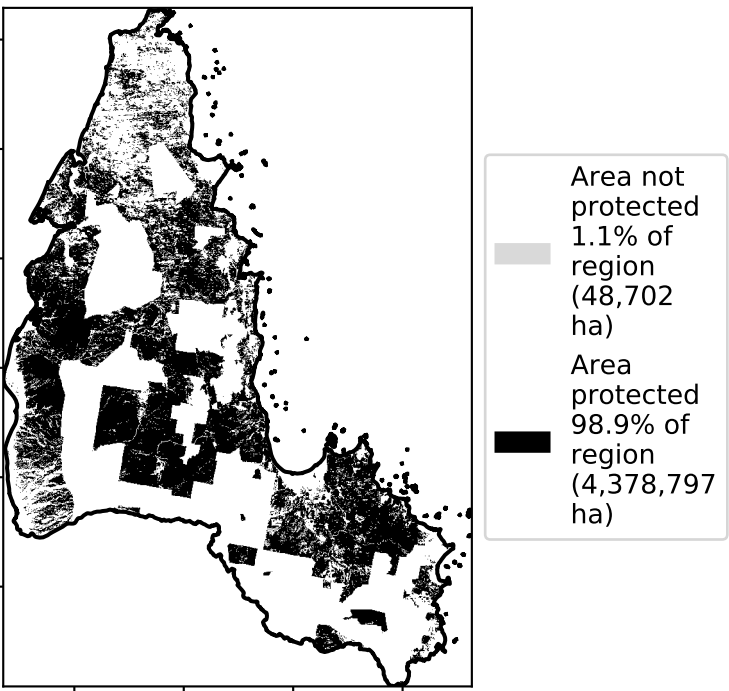 Area not
protected
1.1% of
region
(48,702
ha)
Area
protected
98.9% of
region
(4,378,797
ha)